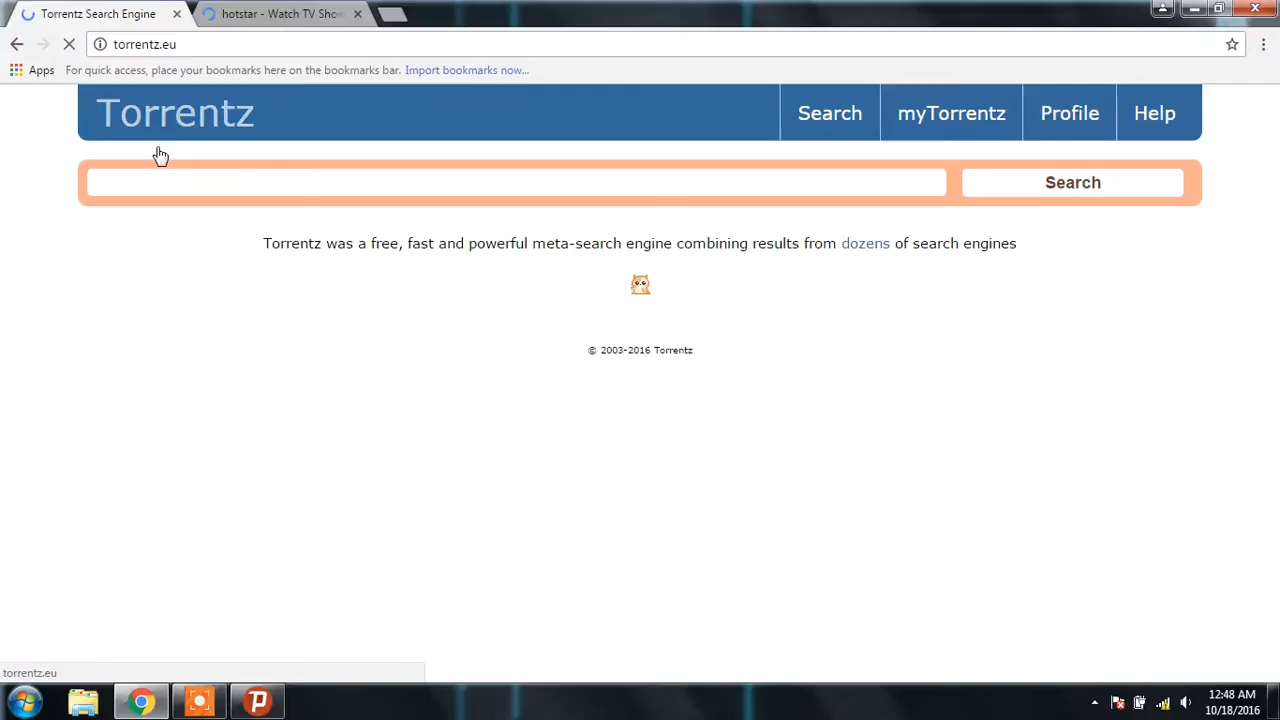 Torrentz Search Engine
hotstar - Watch TV Show
torrentz.eu
Apps For quick access, place your bookmarks here on the bookmarks bar. Import bookmarks now...
Torrentz
Search myTorrentz Profile Help
Search
Torrentz was a free, fast and powerful meta-search engine combining results from dozens of search engines
© 2003-2016 Torrentz
torrentz.eu
12:48 AM
10/18/2016